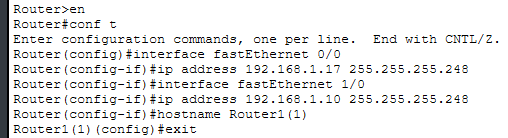 Router>en
Router#conf t
Enter configuration commands, one per line.  End with CNTL/Z.
Router(config)#interface fastEthernet 0/0
Router(config-if)#ip address 192.168.1.17 255.255.255.248
Router(config-if)#interface fastEthernet 1/0
Router(config-if)#ip address 192.168.1.10 255.255.255.248
Router(config-if)#hostname Router1(1)
Router1(1)(config)#exit